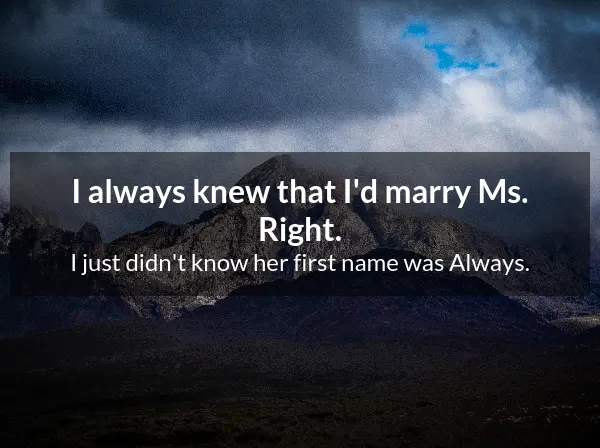 I always knew that I'd marry Ms.
Right.
I just didn't know her first name was Always.